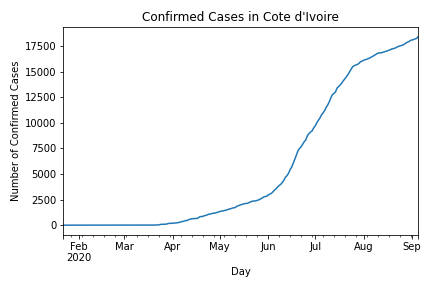 Confirmed Cases in Cote d'Ivoire
Number of Confirmed Cases
17500
15000
12500
10000
7500
5000
2500
0
Feb Mar Apr May Jun Jul Aug Sep
2020
Day